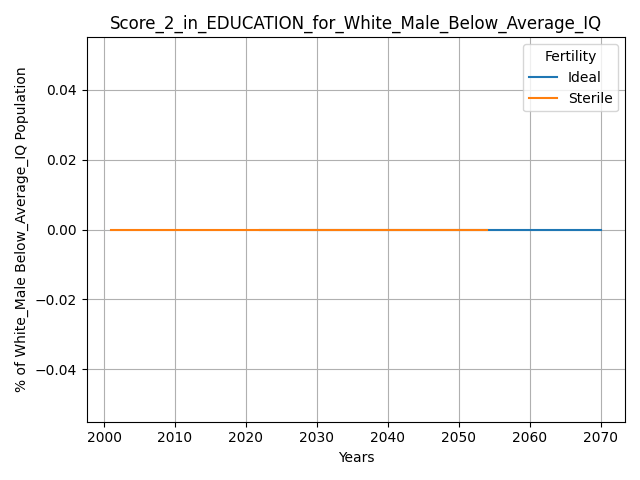 Score_2_in_EDUCATION_for_White_Male_Below_Average_IQ
Fertility
Ideal
Sterile
% of White_Male Below_Average_IQ Population
0.04
0.02
0.00
−0.02
−0.04
2000 2010 2020 2030 2040 2050 2060 2070
Years